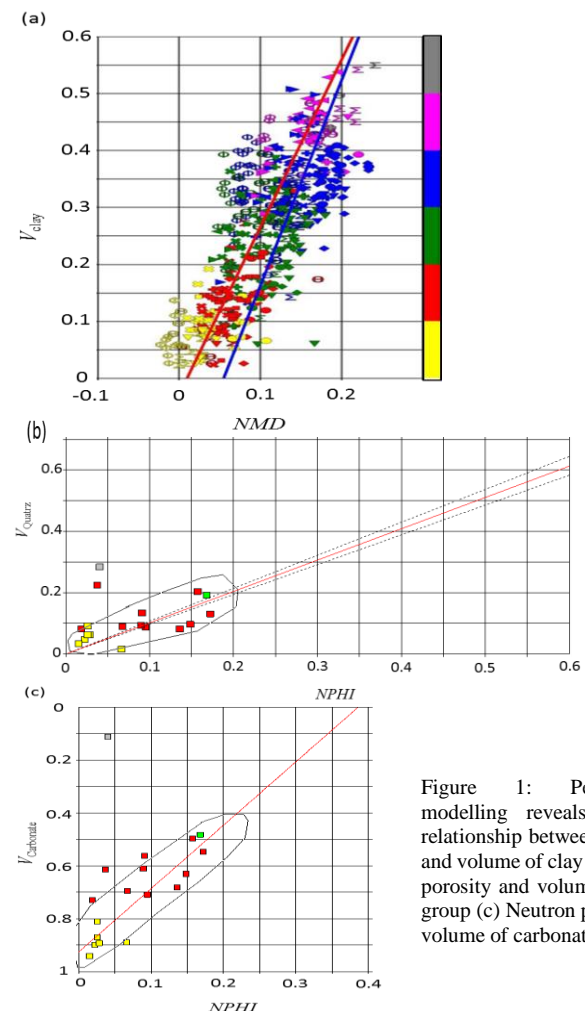 (a)
0.6
0.5
0.4
0.3
0.2
0.1
0
V clay
-0.1 0 0.1 0.2
NMD
(b)
0.6
0.4
0.2
0
V Quatrz
0 0.1 0.2 0.3 0.4 0.5 0.6
NPHI
(c)
0
0.2
0.4
0.6
0.8
1
V Carbonate
0 0.1 0.2 0.3 0.4
NPHI
Figure 1:
modelling reveals
relationship between
and volume of clay
porosity and volum
group (c) Neutron p
volume of carbonat